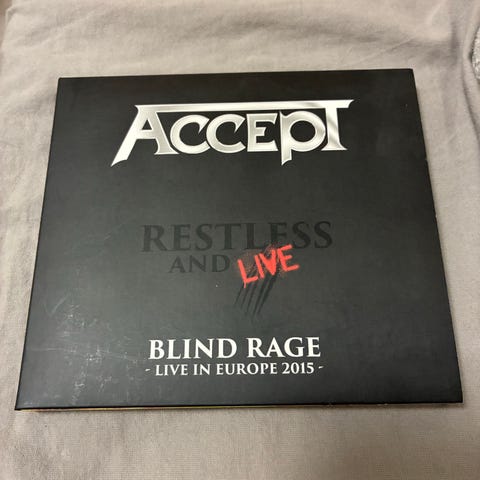 ACCEPT
RESTLESS
AND LIVE
BLIND RAGE
- LIVE IN EUROPE 2015 -